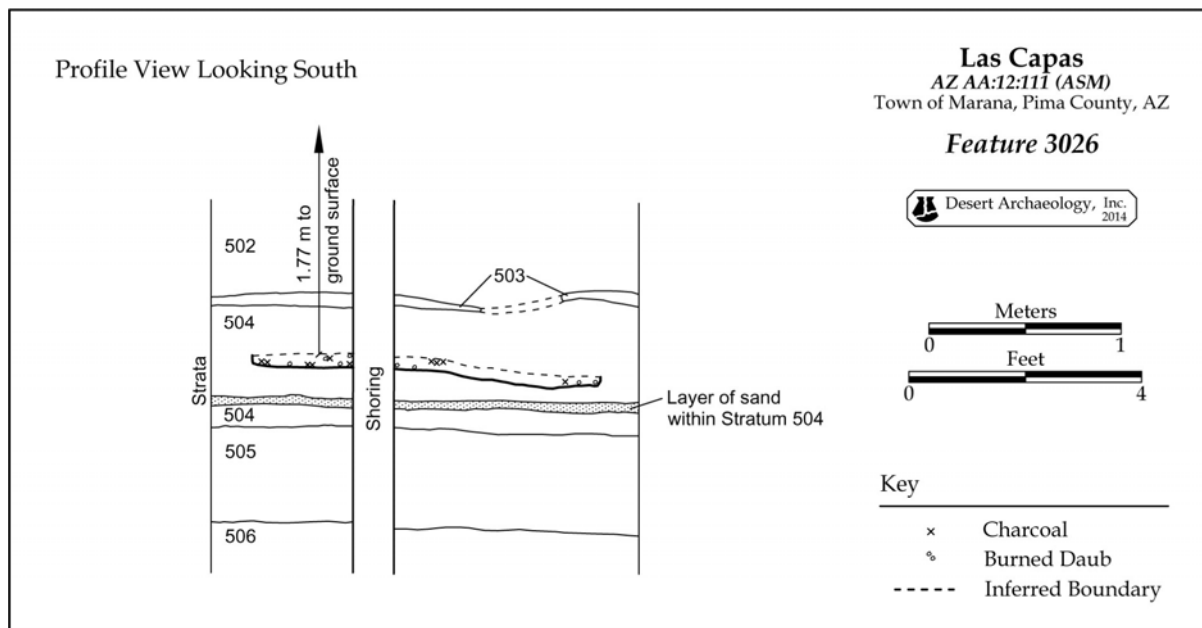 Profile View Looking South
Las Capas
AZ AA:12:111 (ASM)
Town of Marana, Pima County, AZ
Feature 3026
Desert Archaeology, Inc.
2014
1.77 m to
ground surface
502
503
504
Strata
Shoring
504
Layer of sand
within Stratum 504
505
506
Meters
0 1
Feet
0 4
Key
Charcoal
Burned Daub
Inferred Boundary